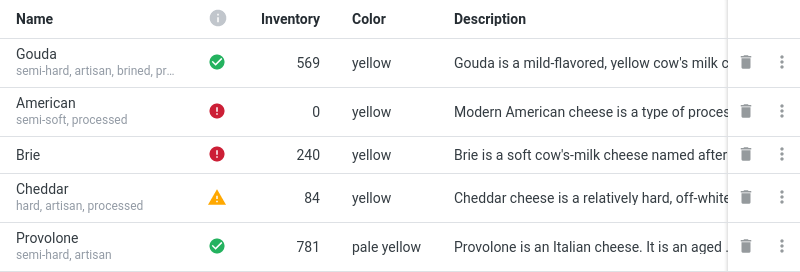 Name Inventory Color Description
Gouda 569 yellow Gouda is a mild-flavored, yellow cow's milk c
semi-hard, artisan, brined, pr...
American 0 yellow Modern American cheese is a type of proces
semi-soft, processed
Brie 240 yellow Brie is a soft cow's-milk cheese named after
Cheddar 84 yellow Cheddar cheese is a relatively hard, off-white
hard, artisan, processed
Provolone 781 pale yellow Provolone is an Italian cheese. It is an aged .
semi-hard, artisan